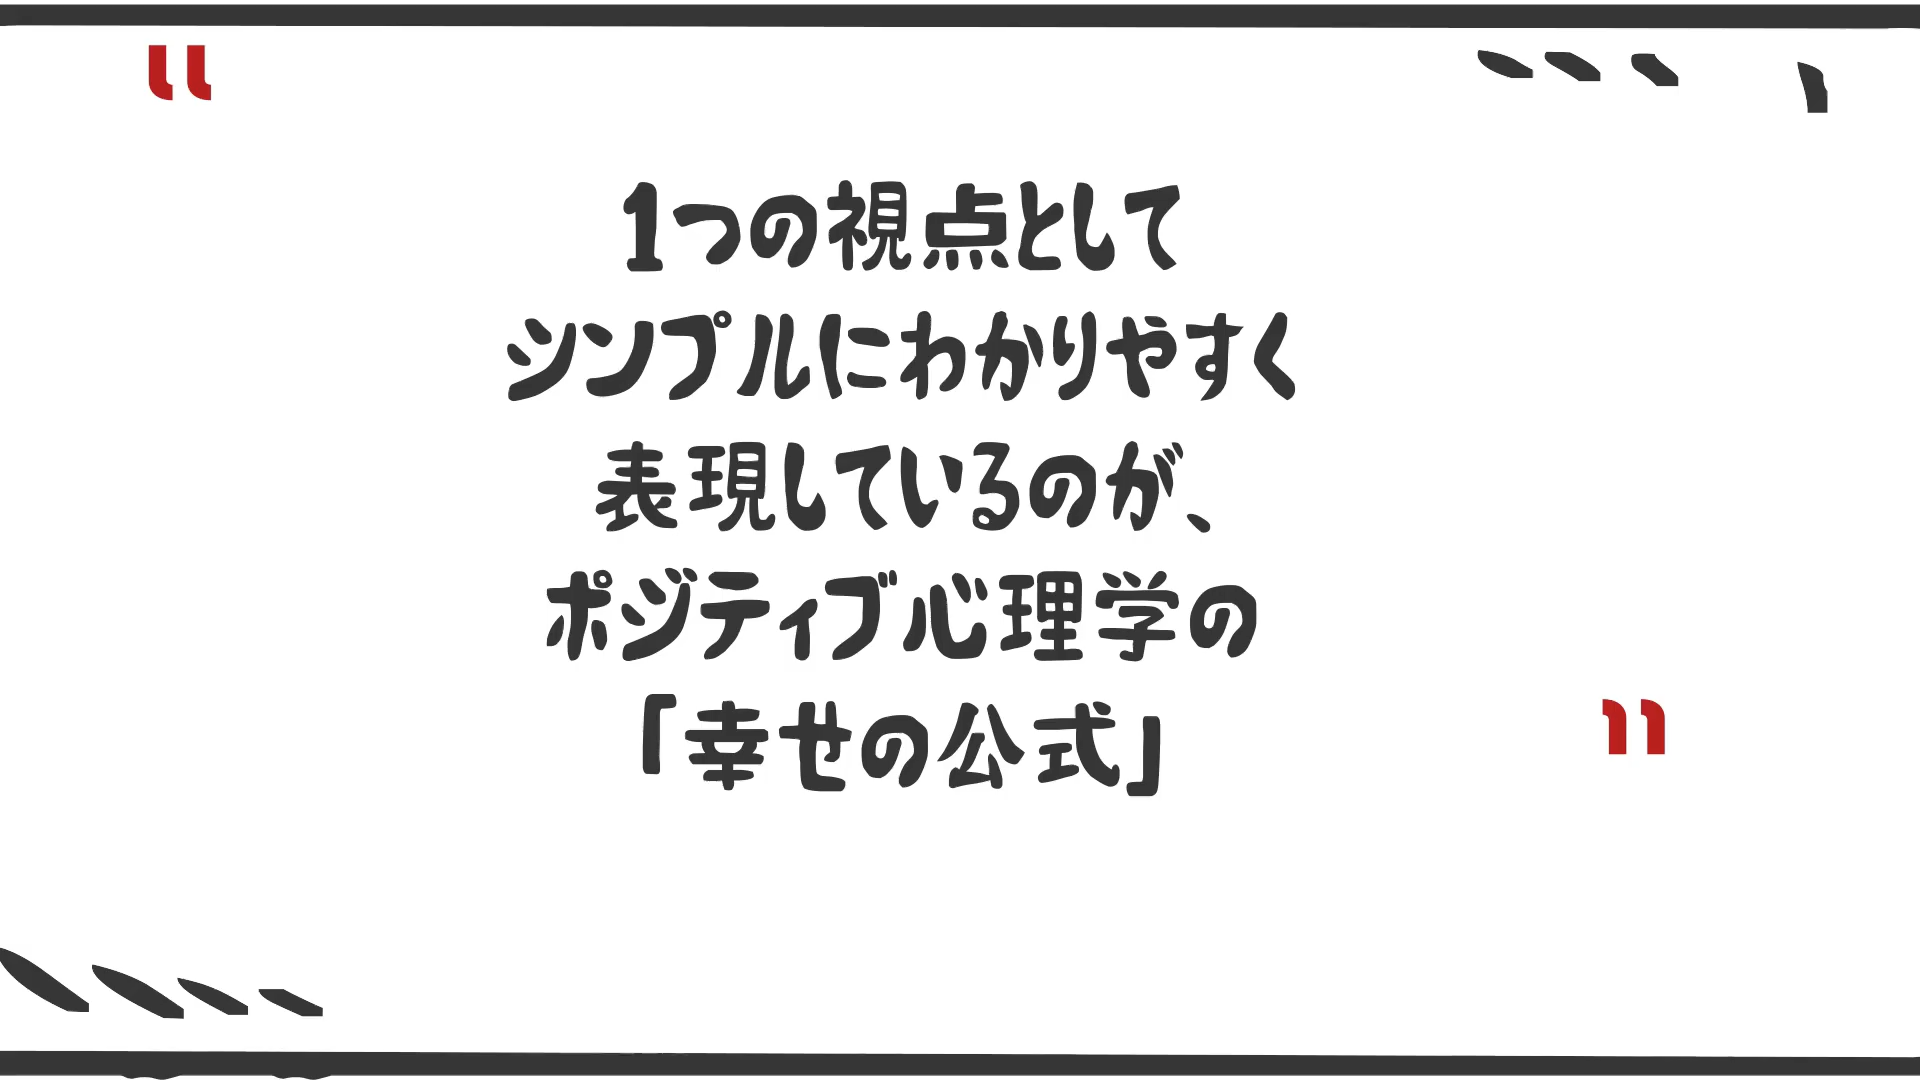 1つの視点として
シンプルにわかりやすく
表現しているのが、
ポジティブ心理学の
「幸せの公式」